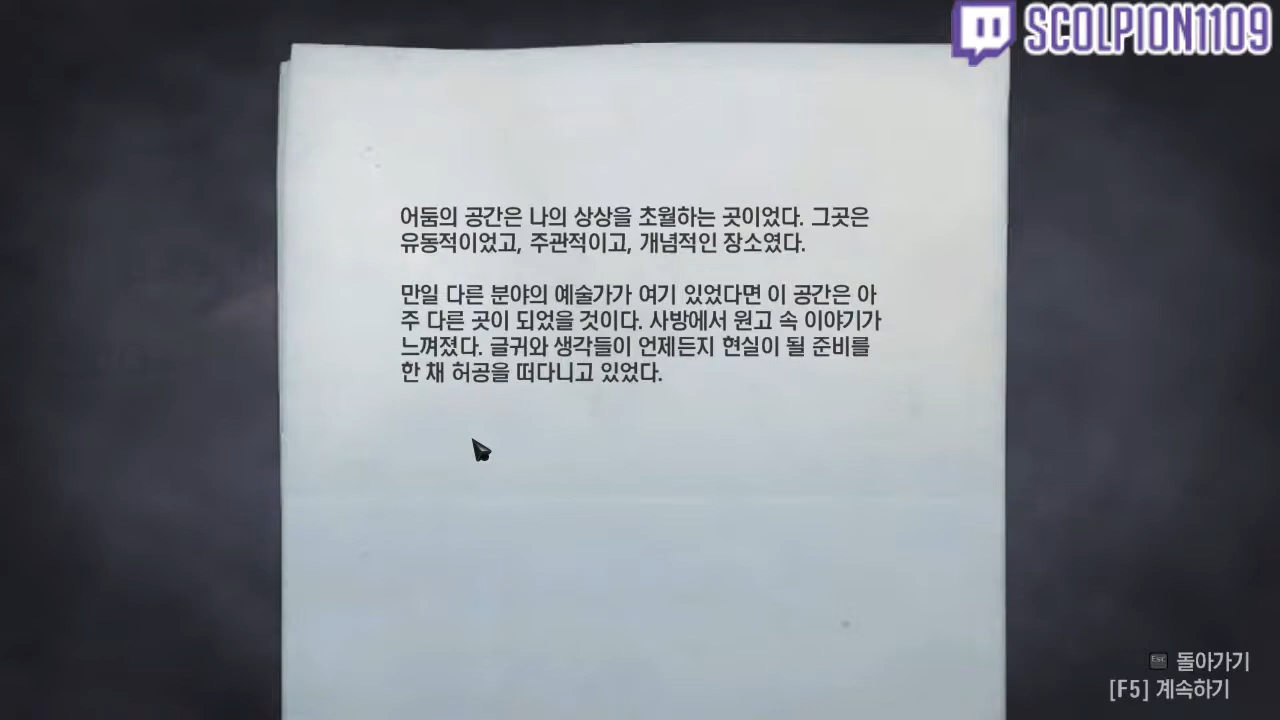 SCOLPION1109
어둠의 공간은 나의 상상을 초월하는 곳이었다. 그곳은
유동적이었고, 주관적이고, 개념적인 장소였다.
만일 다른 분야의 예술가가 여기 있었다면 이 공간은 아
주 다른 곳이 되었을 것이다. 사방에서 원고 속 이야기가
느껴졌다. 글귀와 생각들이 언제든지 현실이 될 준비를
한 채 허공을 떠다니고 있었다.
Esc 돌아가기
[F5] 계속하기